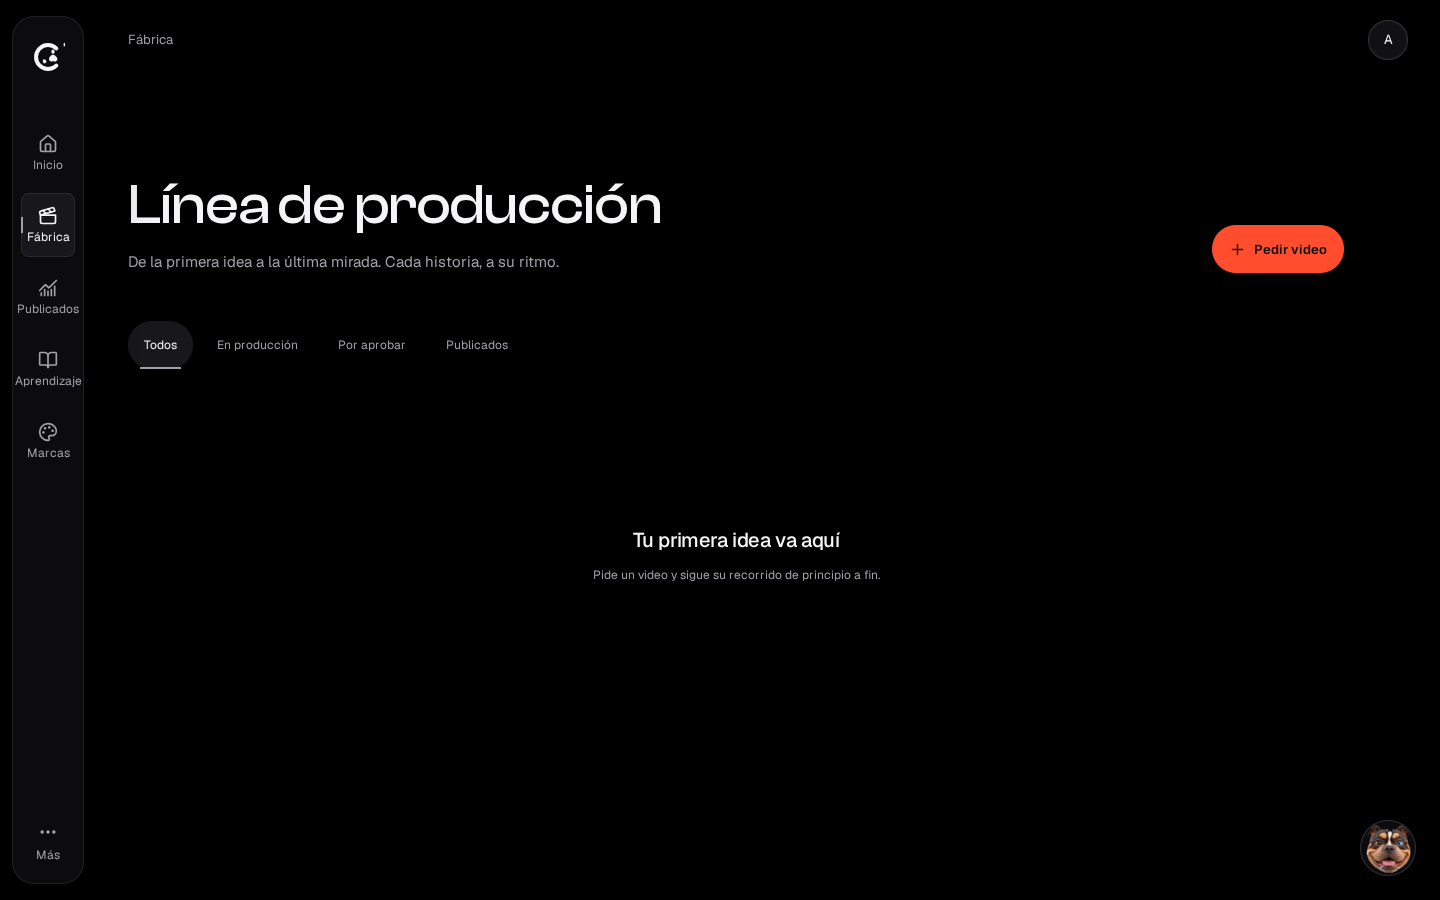 Fábrica
A
Inicio
Fábrica
Publicados
Aprendizaje
Marcas
Más
Línea de producción
De la primera idea a la última mirada. Cada historia, a su ritmo.
Pedir video
Todos
En producción
Por aprobar
Publicados
Tu primera idea va aquí
Pide un video y sigue su recorrido de principio a fin.